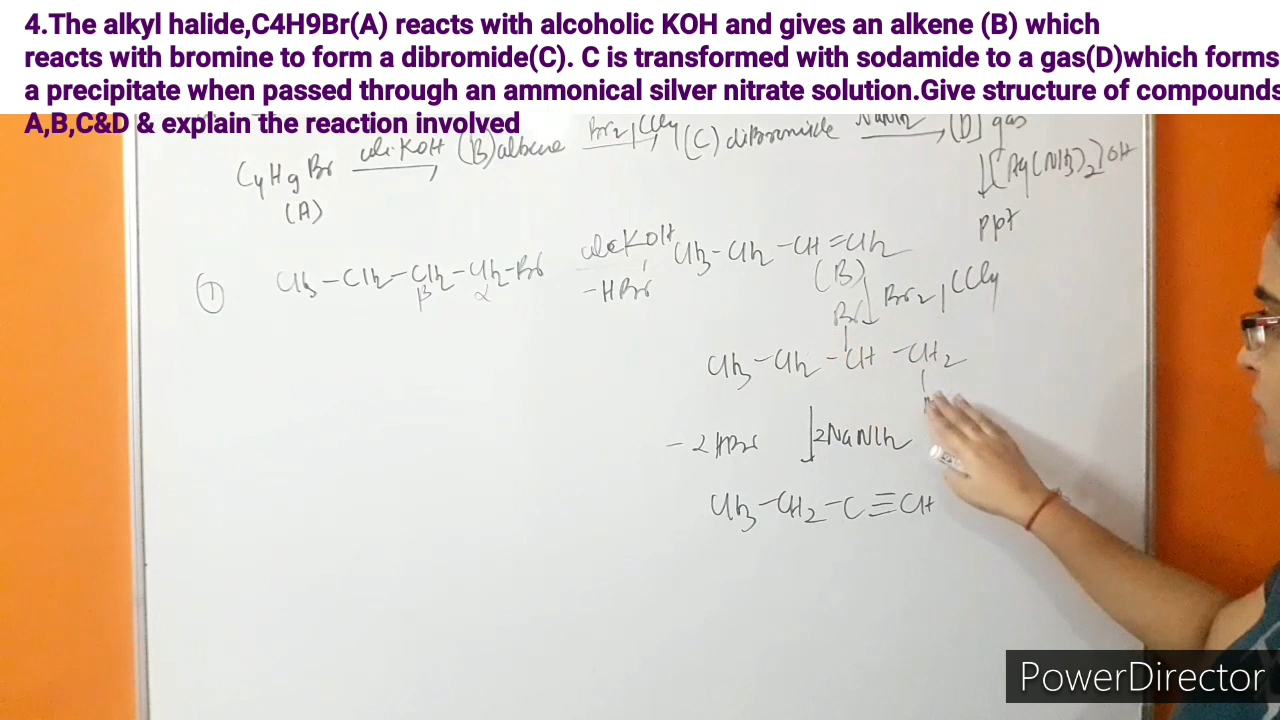 4.The alkyl halide,C4H9Br(A) reacts with alcoholic KOH and gives an alkene (B) which
reacts with bromine to form a dibromide(C). C is transformed with sodamide to a gas(D)which forms
a precipitate when passed through an ammonical silver nitrate solution.Give structure of compounds
A,B,C&D & explain the reaction involved
C4H9Br alc KOH (B) alkene Br2/CCl4 (C) dibromide NaNH2 (D) gas
(A)
[Ag(NH3)2]OH
ppt
① CH3-CH2-CH2-CH2-Br alc KOH CH3-CH2-CH=CH2
β α -HBr (B)
Br2/CCl4
Br
CH3-CH2-CH-CH2
-2HBr 2NaNH2
CH3-CH2-C≡CH
PowerDirector